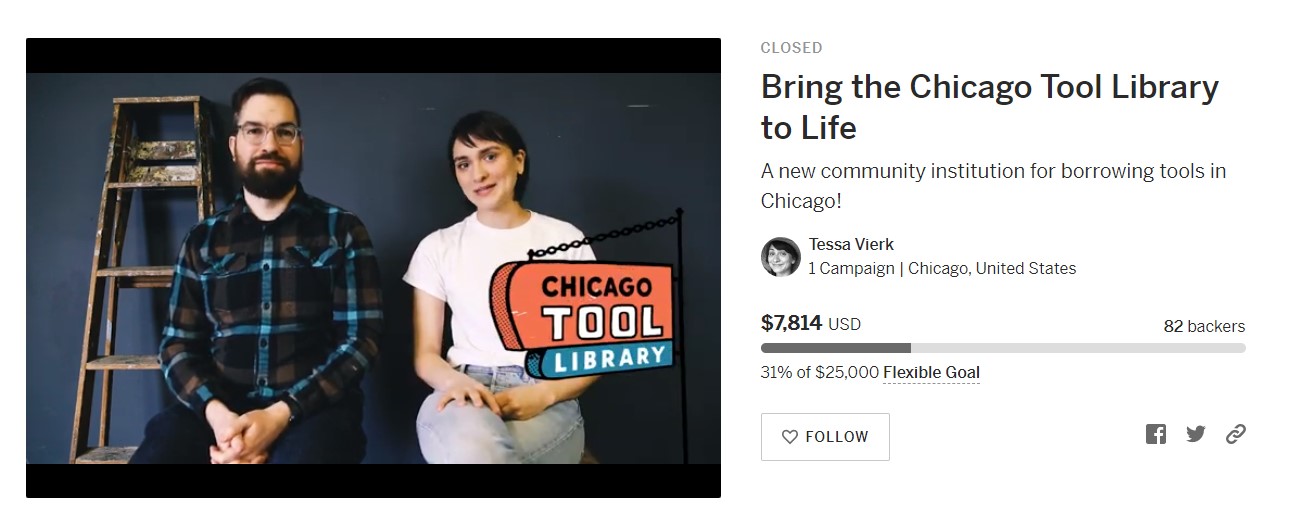 CHICAGO
TOOL
LIBRARY
CLOSED
Bring the Chicago Tool Library
to Life
A new community institution for borrowing tools in
Chicago!
Tessa Vierk
1 Campaign | Chicago, United States
$7,814 USD
82 backers
31% of $25,000 Flexible Goal
FOLLOW